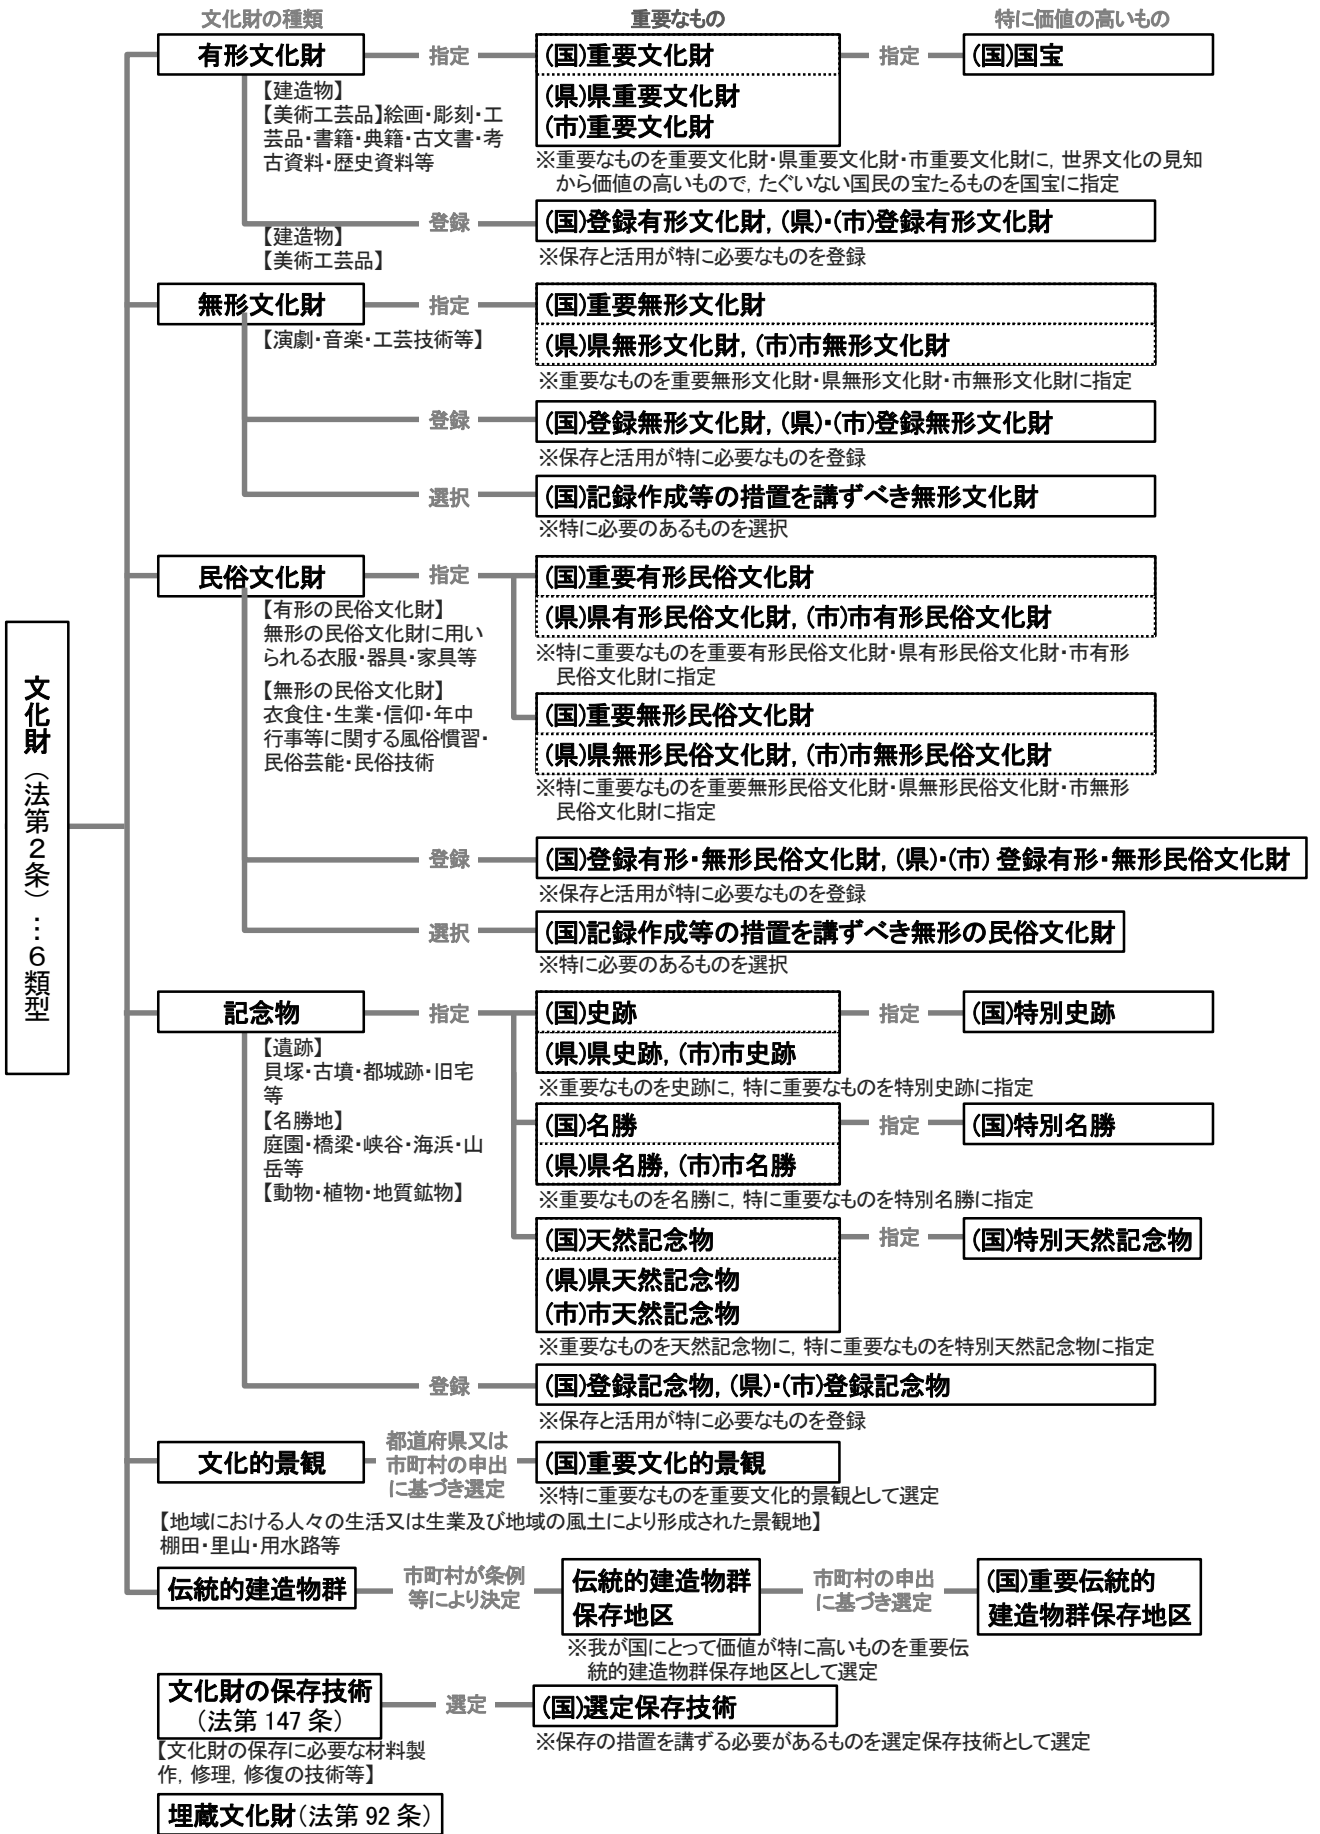 文化財の種類
重要なもの
特に価値の高いもの
有形文化財
指定
(国)重要文化財
指定
(国)国宝
(県)県重要文化財
(市)重要文化財
【建造物】
【美術工芸品】絵画・彫刻・工
芸品・書籍・典籍・古文書・考
古資料・歴史資料等
※重要なものを重要文化財・県重要文化財・市重要文化財に, 世界文化の見知
から価値の高いもので, たぐいない国民の宝たるものを国宝に指定
登録
(国)登録有形文化財, (県)・(市)登録有形文化財
【建造物】
【美術工芸品】
※保存と活用が特に必要なものを登録
無形文化財
指定
(国)重要無形文化財
(県)県無形文化財, (市)市無形文化財
【演劇・音楽・工芸技術等】
※重要なものを重要無形文化財・県無形文化財・市無形文化財に指定
登録
(国)登録無形文化財, (県)・(市)登録無形文化財
※保存と活用が特に必要なものを登録
選択
(国)記録作成等の措置を講ずべき無形文化財
※特に必要のあるものを選択
民俗文化財
指定
(国)重要有形民俗文化財
(県)県有形民俗文化財, (市)市有形民俗文化財
【有形の民俗文化財】
無形の民俗文化財に用い
られる衣服・器具・家具等
※特に重要なものを重要有形民俗文化財・県有形民俗文化財・市有形
民俗文化財に指定
【無形の民俗文化財】
衣食住・生業・信仰・年中
行事等に関する風俗慣習・
民俗芸能・民俗技術
(国)重要無形民俗文化財
(県)県無形民俗文化財, (市)市無形民俗文化財
※特に重要なものを重要無形民俗文化財・県無形民俗文化財・市無形
民俗文化財に指定
文化財（法第2条）…6類型
登録
(国)登録有形・無形民俗文化財, (県)・(市) 登録有形・無形民俗文化財
※保存と活用が特に必要なものを登録
選択
(国)記録作成等の措置を講ずべき無形の民俗文化財
※特に必要のあるものを選択
記念物
指定
(国)史跡
指定
(国)特別史跡
(県)県史跡, (市)市史跡
【遺跡】
貝塚・古墳・都城跡・旧宅
等
【名勝地】
庭園・橋梁・峡谷・海浜・山
岳等
【動物・植物・地質鉱物】
※重要なものを史跡に, 特に重要なものを特別史跡に指定
(国)名勝
指定
(国)特別名勝
(県)県名勝, (市)市名勝
※重要なものを名勝に, 特に重要なものを特別名勝に指定
(国)天然記念物
指定
(国)特別天然記念物
(県)県天然記念物
(市)市天然記念物
※重要なものを天然記念物に, 特に重要なものを特別天然記念物に指定
登録
(国)登録記念物, (県)・(市)登録記念物
※保存と活用が特に必要なものを登録
文化的景観
都道府県又は
市町村の申出
に基づき選定
(国)重要文化的景観
※特に重要なものを重要文化的景観として選定
【地域における人々の生活又は生業及び地域の風土により形成された景観地】
棚田・里山・用水路等
伝統的建造物群
市町村が条例
等により決定
伝統的建造物群
保存地区
市町村の申出
に基づき選定
(国)重要伝統的
建造物群保存地区
※我が国にとって価値が特に高いものを重要伝
統的建造物群保存地区として選定
文化財の保存技術
(法第 147 条)
選定
(国)選定保存技術
【文化財の保存に必要な材料製
作, 修理, 修復の技術等】
※保存の措置を講ずる必要があるものを選定保存技術として選定
埋蔵文化財(法第 92 条)